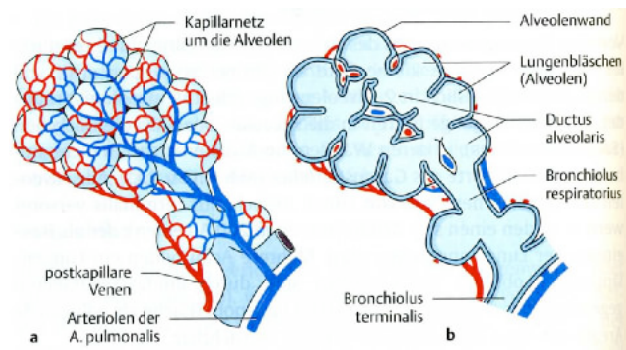 Kapillarnetz
um die Alveolen
postkapillare
Venen
Arteriolen der
A. pulmonalis
a
Alveolenwand
Lungenbläschen
(Alveolen)
Ductus
alveolaris
Bronchiolus
respiratorius
Bronchiolus
terminalis
b